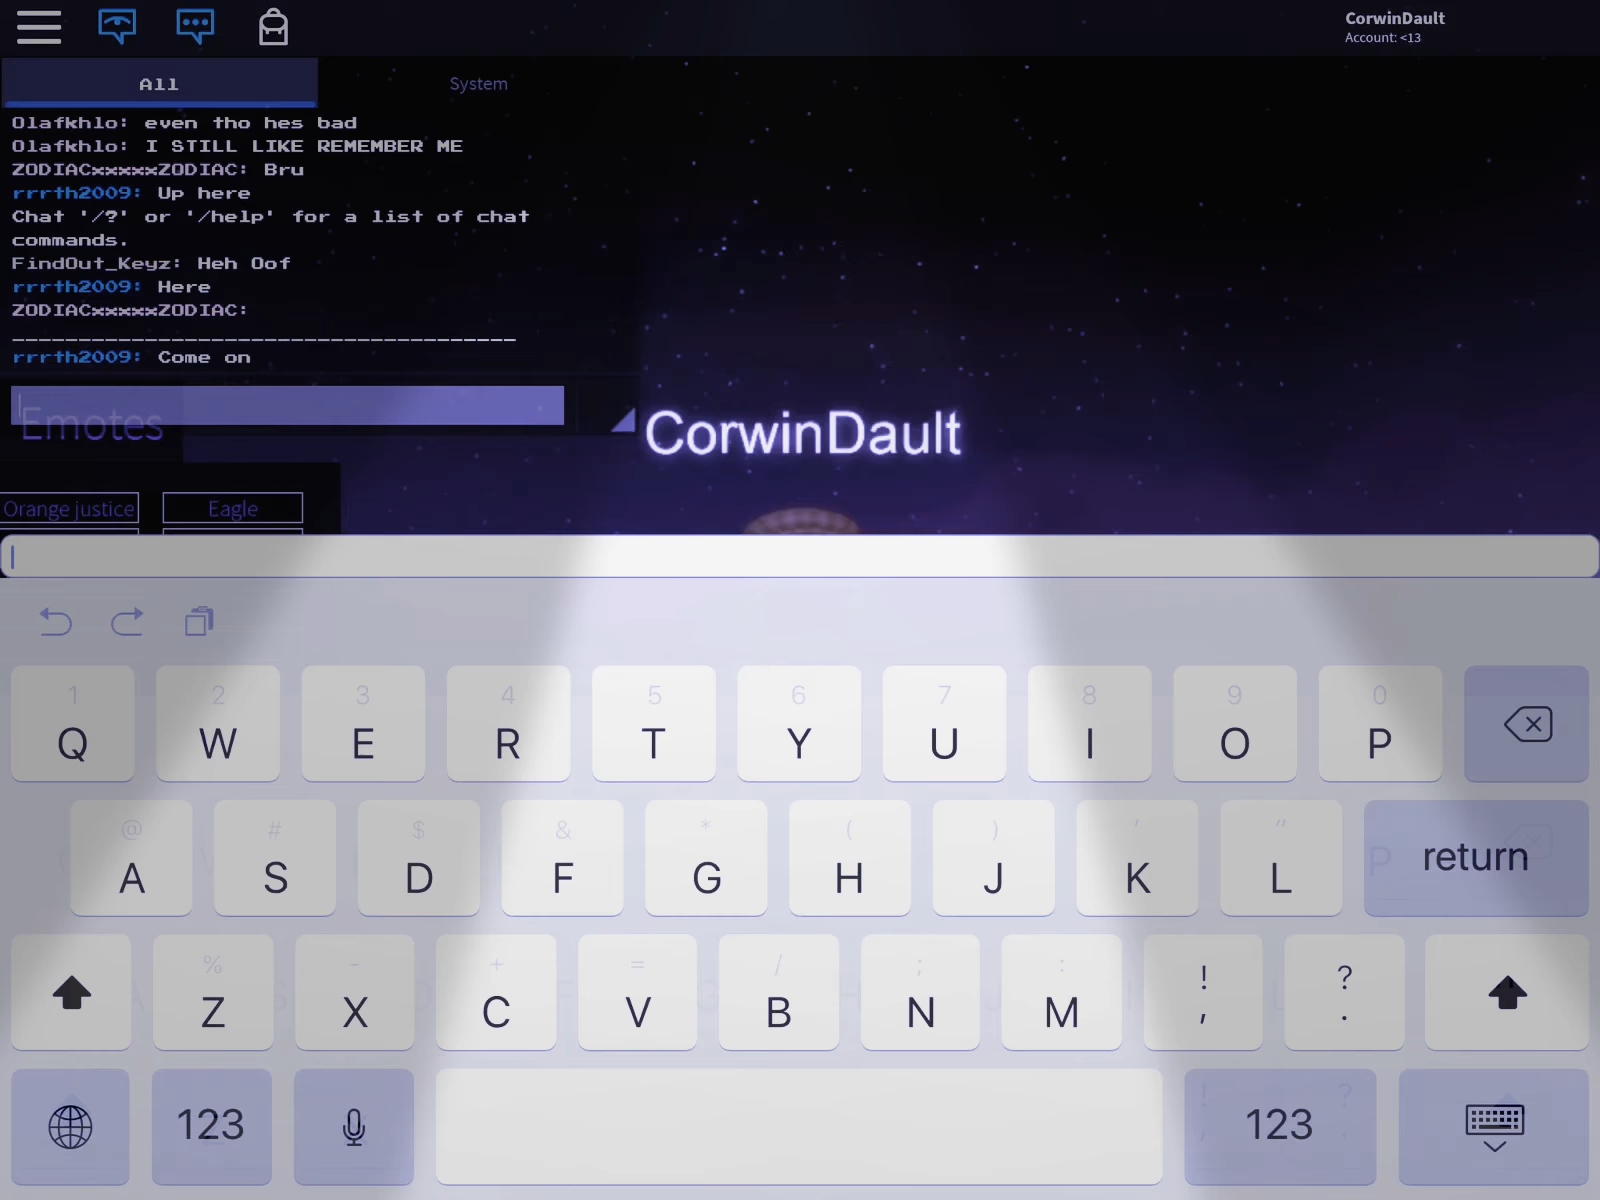 CorwinDault
Account: <13
All
System
Olafkhlo: even tho hes bad
Olafkhlo: I STILL LIKE REMEMBER ME
ZODIACxxxxxZODIAC: Bru
rrrth2009: Up here
Chat '/?' or '/help' for a list of chat
commands.
FindOut_Keyz: Heh Oof
rrrth2009: Here
ZODIACxxxxxZODIAC:
______________________________________
rrrth2009: Come on
Emotes
CorwinDault
Orange justice
Eagle
1 2 3 4 5 6 7 8 9 0
Q W E R T Y U I O P
@ # $ & * ( ) ' "
A S D F G H J K L return
% - + = / ; : ! ?
Z X C V B N M , .
123
123